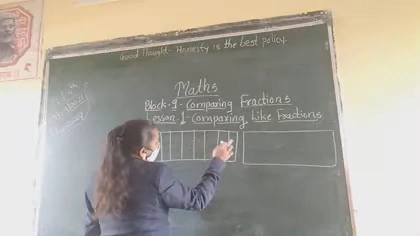 Good Thought- Honesty is the best policy
Maths
Block-9- Comparing Fractions
Lesson-1- Comparing Like Fractions